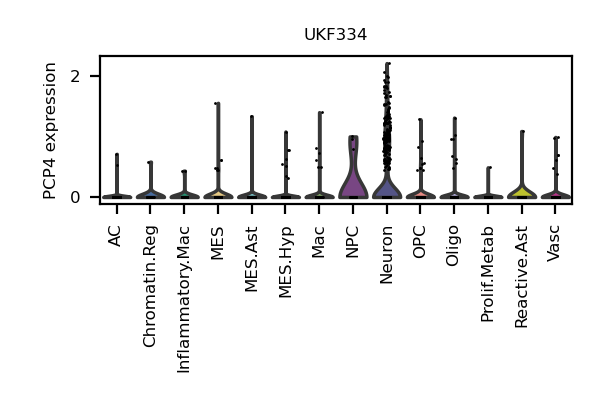 UKF334
PCP4 expression
2
0
AC
Chromatin.Reg
Inflammatory.Mac
MES
MES.Ast
MES.Hyp
Mac
NPC
Neuron
OPC
Oligo
Prolif.Metab
Reactive.Ast
Vasc